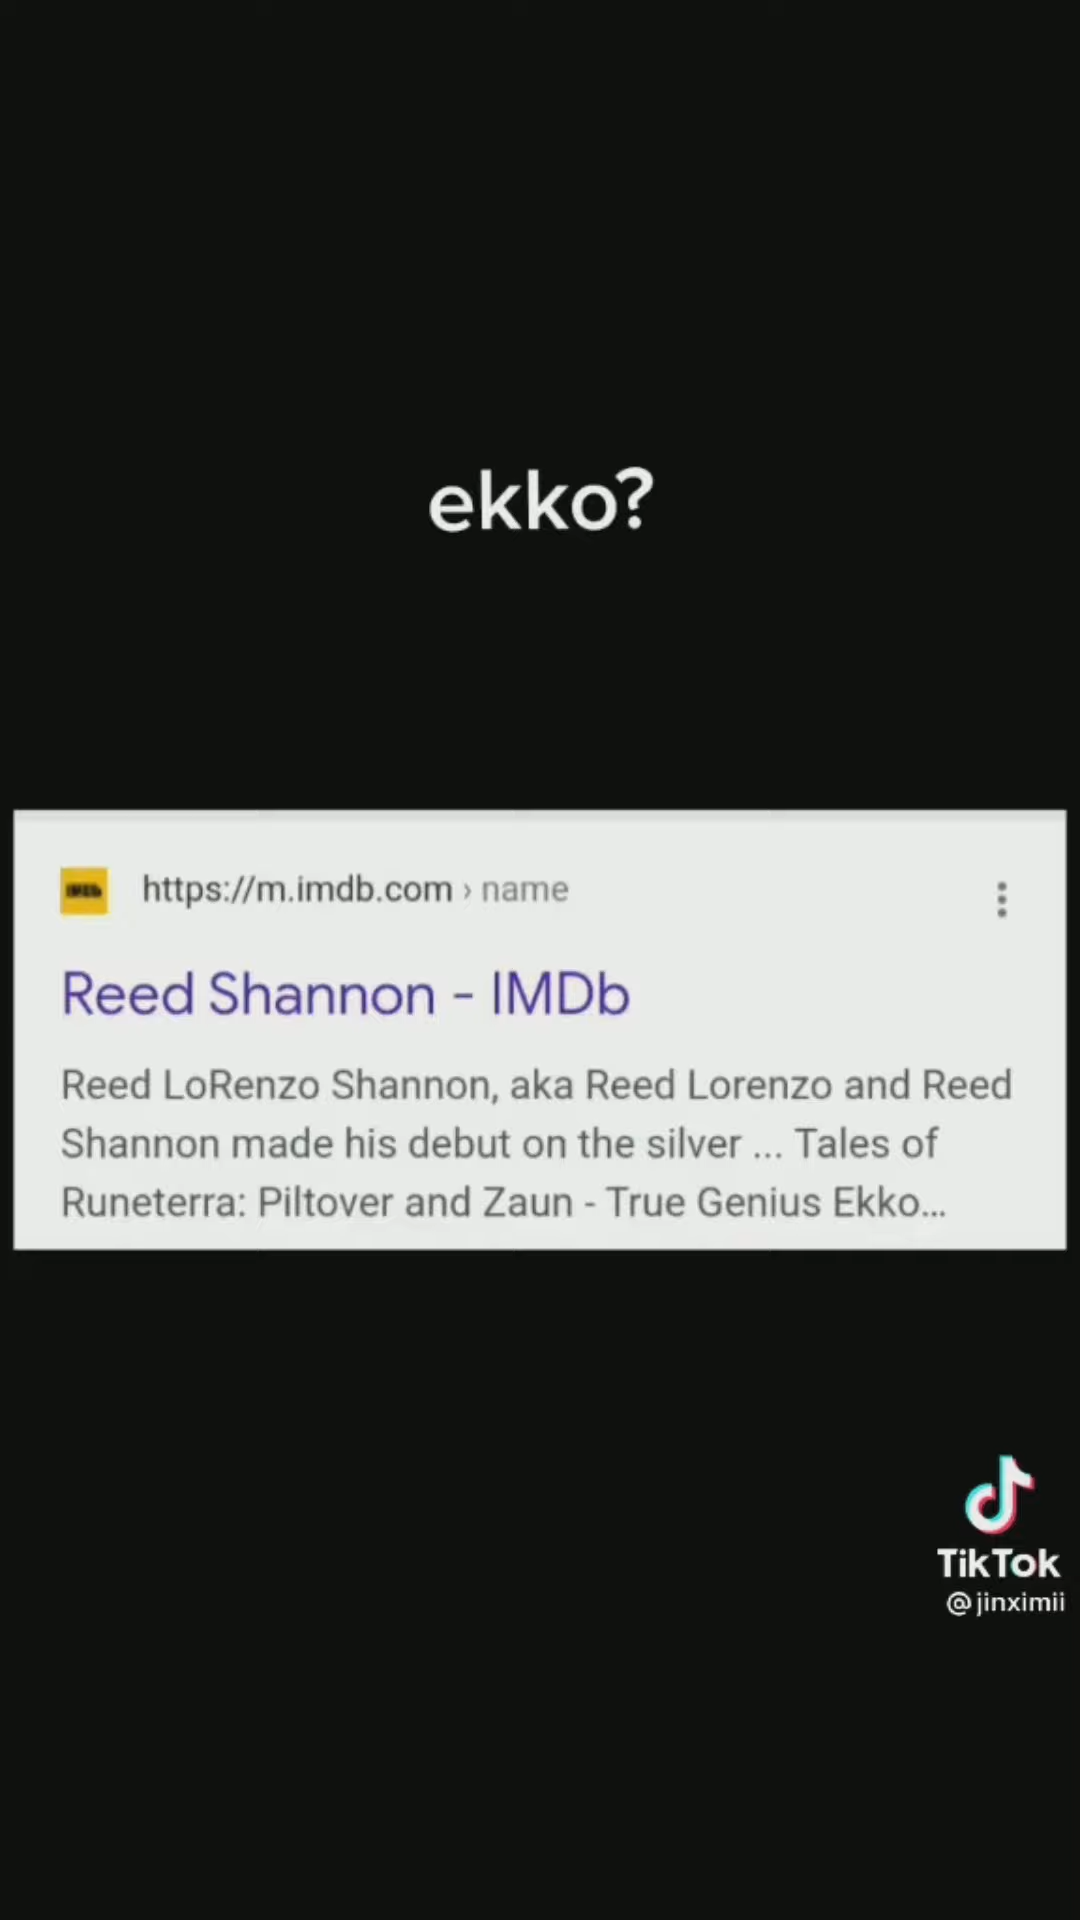 ekko?
https://m.imdb.com › name
Reed Shannon - IMDb
Reed LoRenzo Shannon, aka Reed Lorenzo and Reed
Shannon made his debut on the silver ... Tales of
Runeterra: Piltover and Zaun - True Genius Ekko...
TikTok
@jinximii